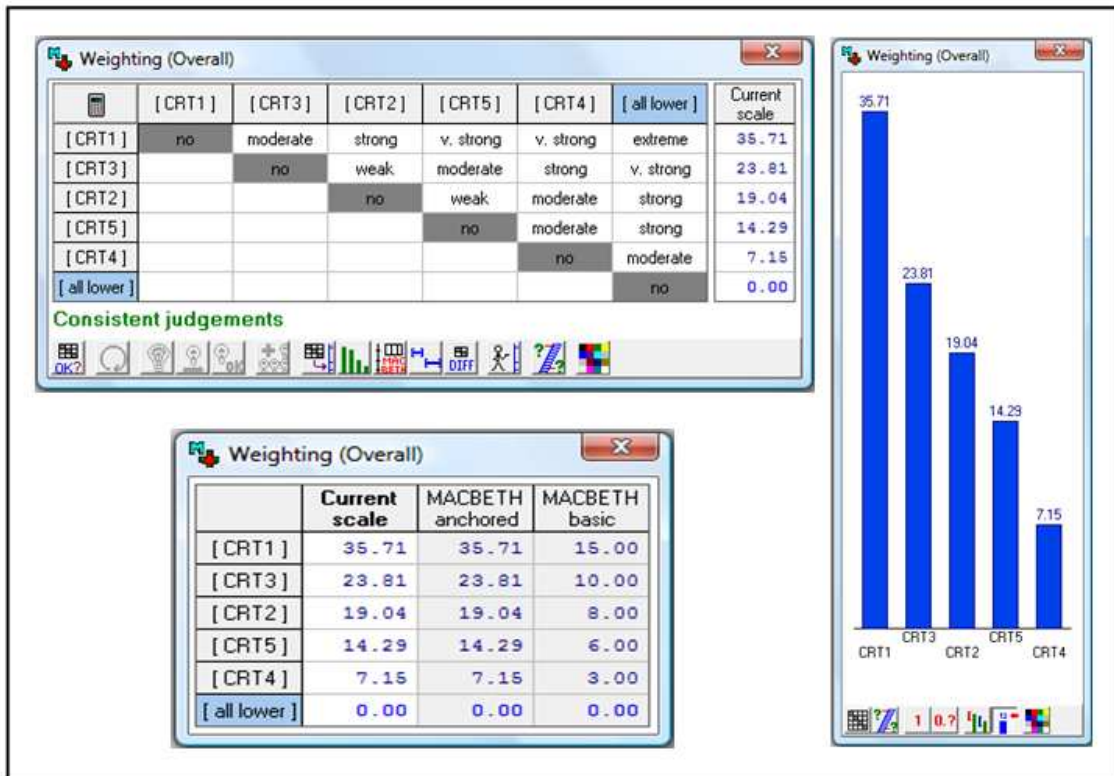 Weighting (Overall)
[ CRT1 ] [ CRT3 ] [ CRT2 ] [ CRT5 ] [ CRT4 ] [ all lower ] Current scale
[ CRT1 ] no moderate strong v. strong v. strong extreme 35.71
[ CRT3 ] no weak moderate strong v. strong 23.81
[ CRT2 ] no weak moderate strong 19.04
[ CRT5 ] no moderate strong 14.29
[ CRT4 ] no moderate 7.15
[ all lower ] no 0.00
Consistent judgements
OK? MAC BETH DIFF ? ?
Weighting (Overall)
Current scale MACBETH anchored MACBETH basic
[ CRT1 ] 35.71 35.71 15.00
[ CRT3 ] 23.81 23.81 10.00
[ CRT2 ] 19.04 19.04 8.00
[ CRT5 ] 14.29 14.29 6.00
[ CRT4 ] 7.15 7.15 3.00
[ all lower ] 0.00 0.00 0.00
Weighting (Overall)
35.71
23.81
19.04
14.29
7.15
CRT3 CRT5
CRT1 CRT2 CRT4
? ? 1 0.?